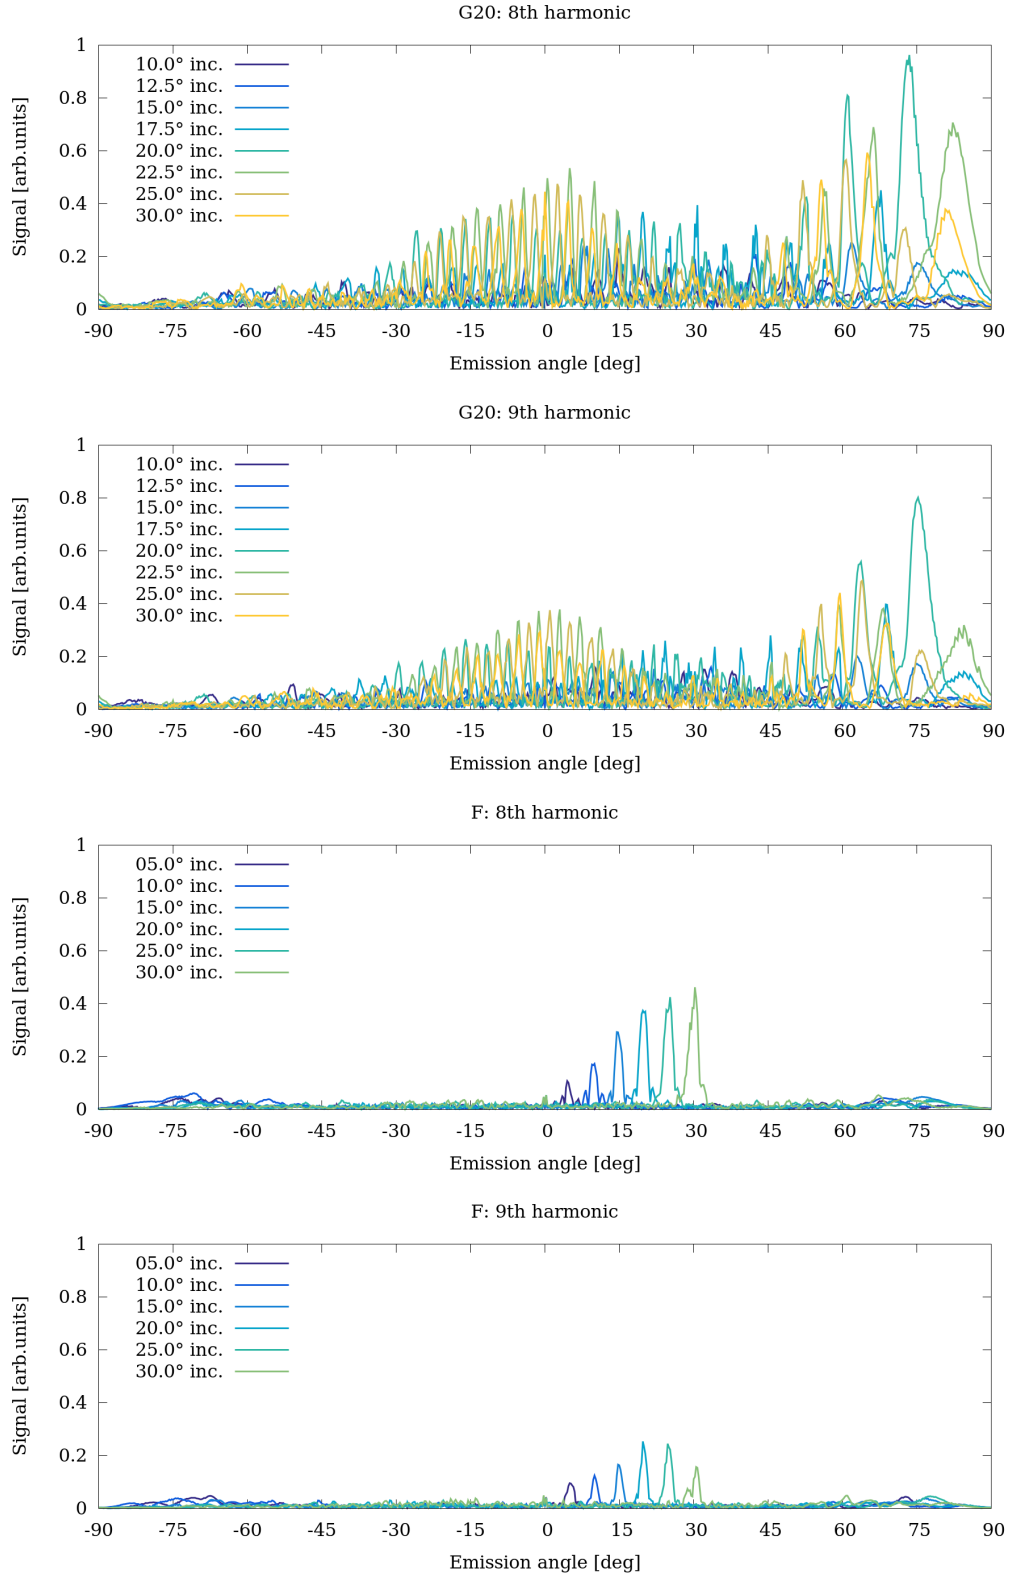 G20: 8th harmonic
1
0.8
0.6
0.4
0.2
0
Signal [arb.units]
10.0° inc.
12.5° inc.
15.0° inc.
17.5° inc.
20.0° inc.
22.5° inc.
25.0° inc.
30.0° inc.
-90 -75 -60 -45 -30 -15 0 15 30 45 60 75 90
Emission angle [deg]
G20: 9th harmonic
1
0.8
0.6
0.4
0.2
0
Signal [arb.units]
10.0° inc.
12.5° inc.
15.0° inc.
17.5° inc.
20.0° inc.
22.5° inc.
25.0° inc.
30.0° inc.
-90 -75 -60 -45 -30 -15 0 15 30 45 60 75 90
Emission angle [deg]
F: 8th harmonic
1
0.8
0.6
0.4
0.2
0
Signal [arb.units]
05.0° inc.
10.0° inc.
15.0° inc.
20.0° inc.
25.0° inc.
30.0° inc.
-90 -75 -60 -45 -30 -15 0 15 30 45 60 75 90
Emission angle [deg]
F: 9th harmonic
1
0.8
0.6
0.4
0.2
0
Signal [arb.units]
05.0° inc.
10.0° inc.
15.0° inc.
20.0° inc.
25.0° inc.
30.0° inc.
-90 -75 -60 -45 -30 -15 0 15 30 45 60 75 90
Emission angle [deg]